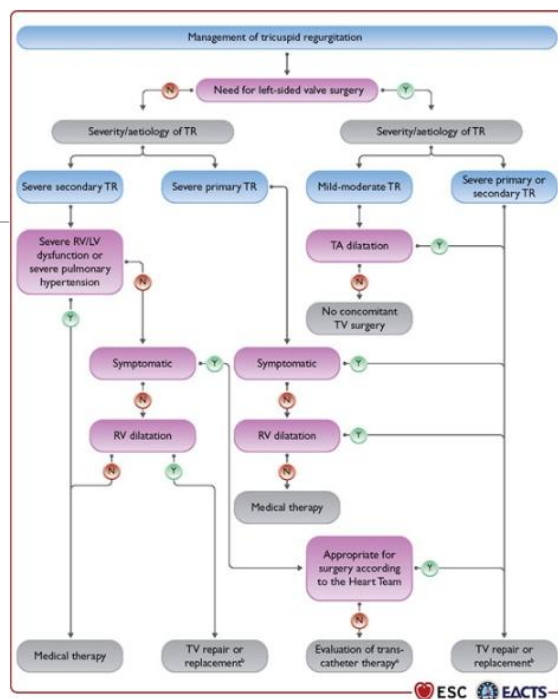 Management of tricuspid regurgitation
N
Need for left-sided valve surgery
Y
Severity/aetiology of TR
Severity/aetiology of TR
Severe secondary TR
Severe primary TR
Mild-moderate TR
Severe primary or
secondary TR
Severe RV/LV
dysfunction or
severe pulmonary
hypertension
TA dilatation
Y
N
N
Y
No concomitant
TV surgery
Symptomatic
Y
Symptomatic
Y
N
N
RV dilatation
RV dilatation
Y
N
Y
N
Medical therapy
Appropriate for
surgery according
to the Heart Team
Y
N
Medical therapy
TV repair or
replacementb
Evaluation of trans-
catheter therapya
TV repair or
replacementb
ESC
EACTS